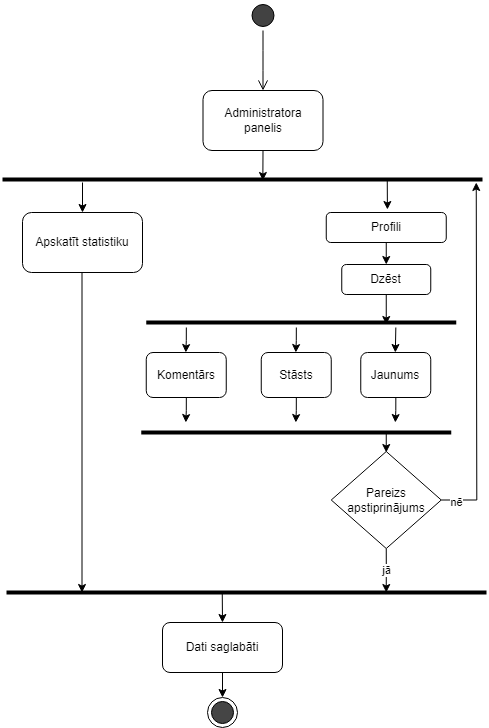 Administratora
panelis
Apskatīt statistiku
Profili
Dzēst
Komentārs
Stāsts
Jaunums
Pareizs
apstiprinājums
nē
jā
Dati saglabāti